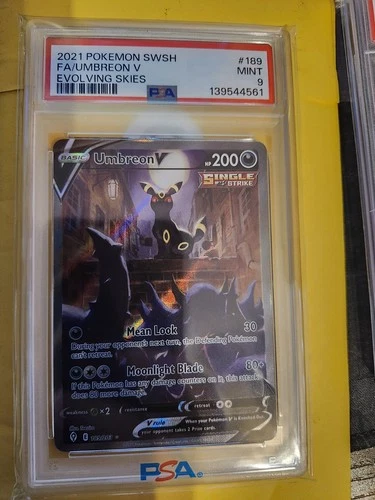 2021 POKEMON SWSH #189
FA/UMBREON V MINT
EVOLVING SKIES 9
PSA 139544561
BASIC Umbreon V HP 200
SINGLE STRIKE
Mean Look 30
During your opponent's next turn, the Defending Pokémon
can't retreat.
Moonlight Blade 80+
If this Pokémon has any damage counters on it, this attack
does 80 more damage.
weakness ×2 resistance retreat
V rule When your Pokémon V is Knocked Out,
your opponent takes 2 Prize cards.
PSA